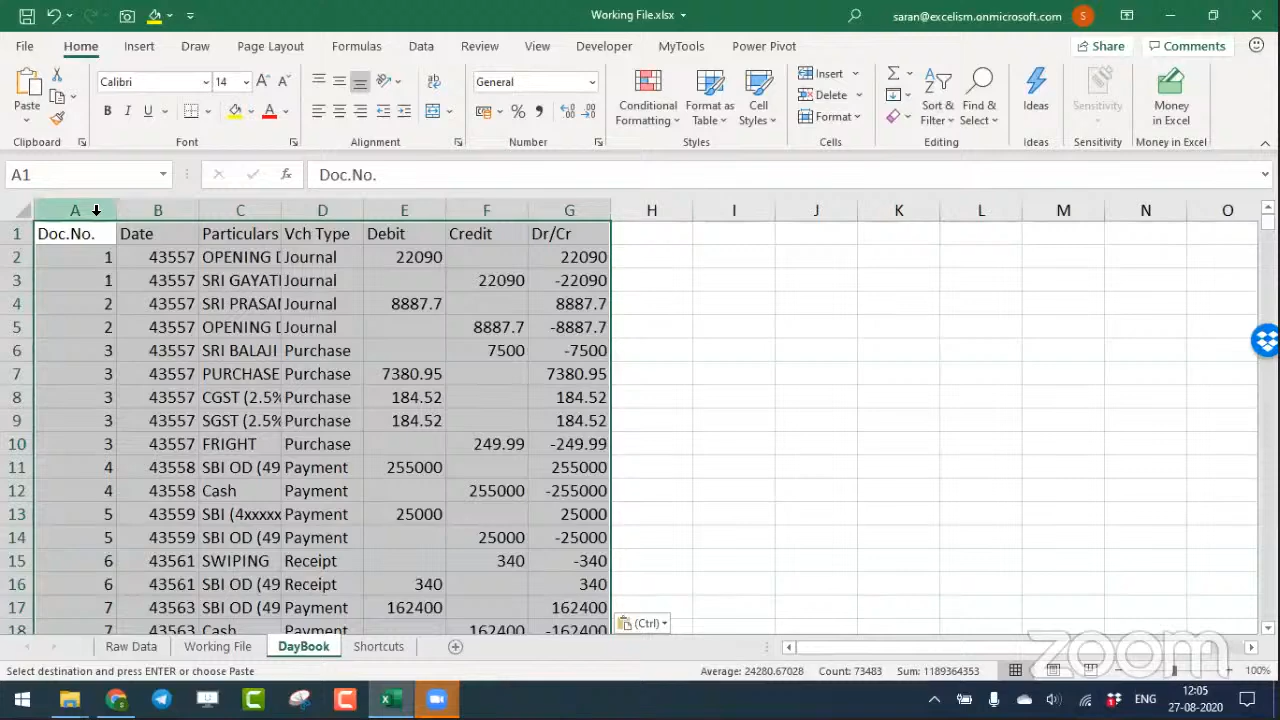 Working File.xlsx
saran@excelism.onmicrosoft.com
S
File Home Insert Draw Page Layout Formulas Data Review View Developer MyTools Power Pivot
Share
Comments
Paste
Calibri
14
General
Conditional Formatting
Format as Table
Cell Styles
Insert
Delete
Format
Sort & Filter
Find & Select
Ideas
Sensitivity
Money in Excel
Clipboard Font Alignment Number Styles Cells Editing Ideas Sensitivity Money in Excel
A1 fx Doc.No.
A B C D E F G H I J K L M N O
1 Doc.No. Date Particulars Vch Type Debit Credit Dr/Cr
2 1 43557 OPENING D Journal 22090 22090
3 1 43557 SRI GAYATI Journal 22090 -22090
4 2 43557 SRI PRASAN Journal 8887.7 8887.7
5 2 43557 OPENING D Journal 8887.7 -8887.7
6 3 43557 SRI BALAJI Purchase 7500 -7500
7 3 43557 PURCHASE Purchase 7380.95 7380.95
8 3 43557 CGST (2.5% Purchase 184.52 184.52
9 3 43557 SGST (2.5% Purchase 184.52 184.52
10 3 43557 FRIGHT Purchase 249.99 -249.99
11 4 43558 SBI OD (49 Payment 255000 255000
12 4 43558 Cash Payment 255000 -255000
13 5 43559 SBI (4xxxxx Payment 25000 25000
14 5 43559 SBI OD (49 Payment 25000 -25000
15 6 43561 SWIPING Receipt 340 -340
16 6 43561 SBI OD (49 Receipt 340 340
17 7 43563 SBI OD (49 Payment 162400 162400
18 7 43563 Cash Payment 162400 -162400
(Ctrl)
Raw Data Working File DayBook Shortcuts
zoom
Select destination and press ENTER or choose Paste
Average: 24280.67028 Count: 73483 Sum: 1189364353
100%
ENG
12:05
27-08-2020